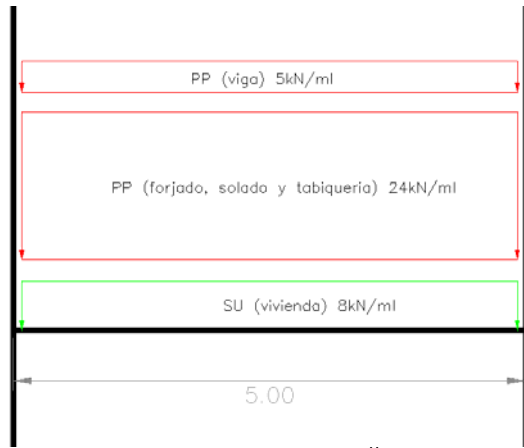 PP (viga) 5kN/ml
PP (forjado, solado y tabiqueria) 24kN/ml
SU (vivienda) 8kN/ml
5.00